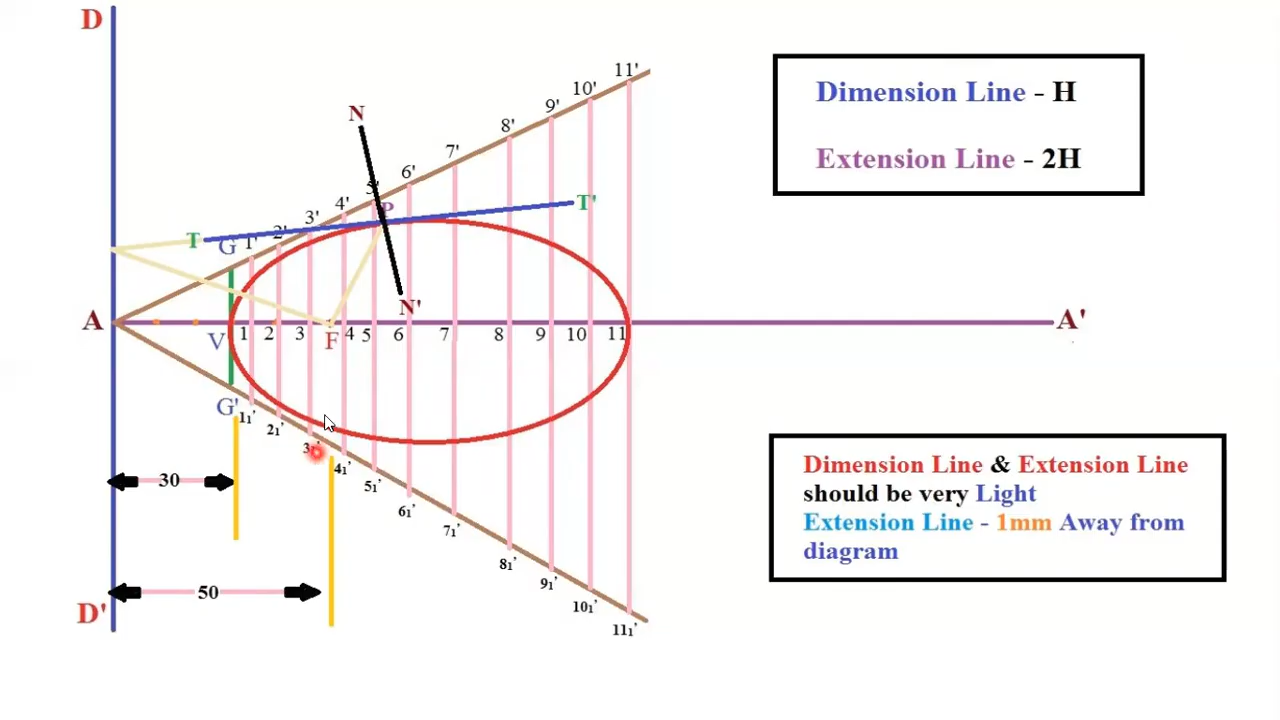 D
Dimension Line - H
Extension Line - 2H
N
11'
10'
9'
8'
7'
6'
5'
4'
3'
2'
1'
G
T
P
T'
N'
A
V
1
2
3
F
4
5
6
7
8
9
10
11
A'
G'
1₁'
2₁'
3₁'
4₁'
5₁'
6₁'
7₁'
8₁'
9₁'
10₁'
11₁'
30
50
D'
Dimension Line & Extension Line
should be very Light
Extension Line - 1mm Away from
diagram